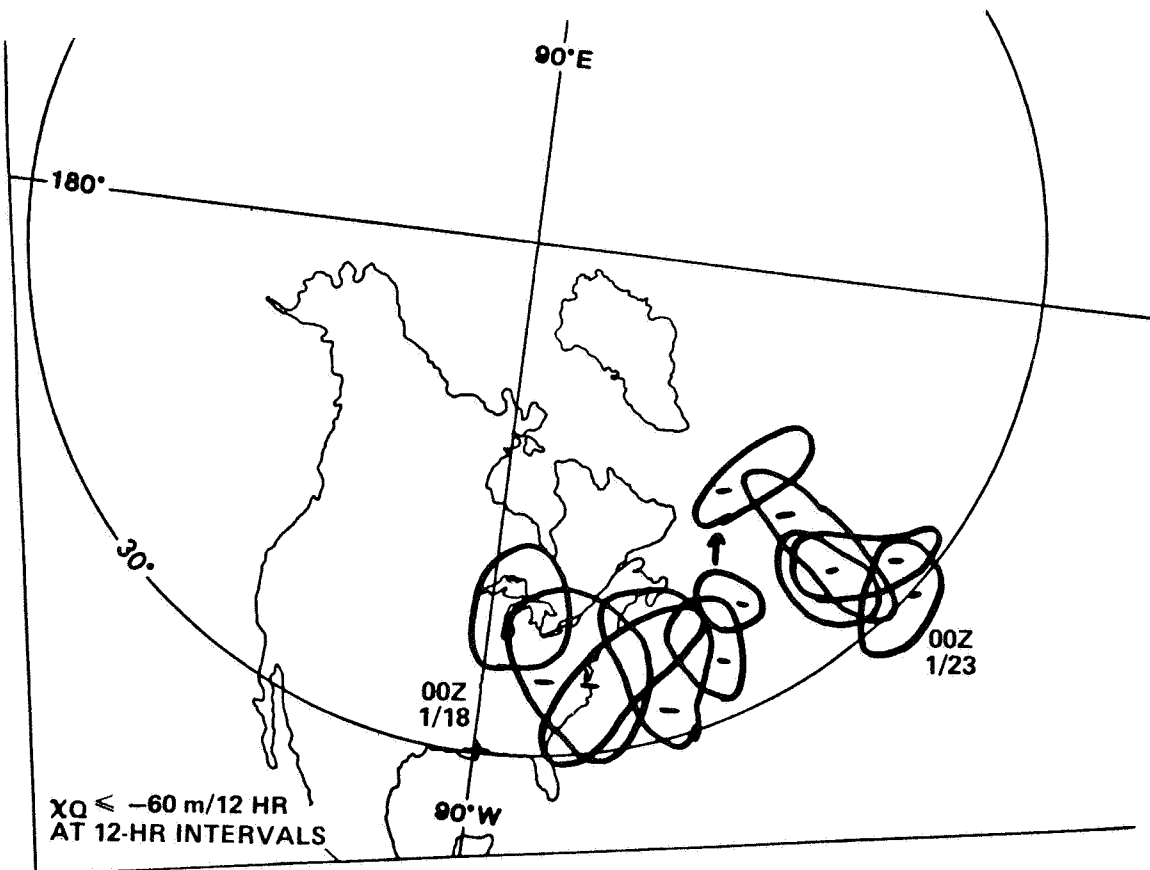 90°E
180°
30°
00Z
1/18
00Z
1/23
90°W
χQ ≤ −60 m/12 HR
AT 12-HR INTERVALS